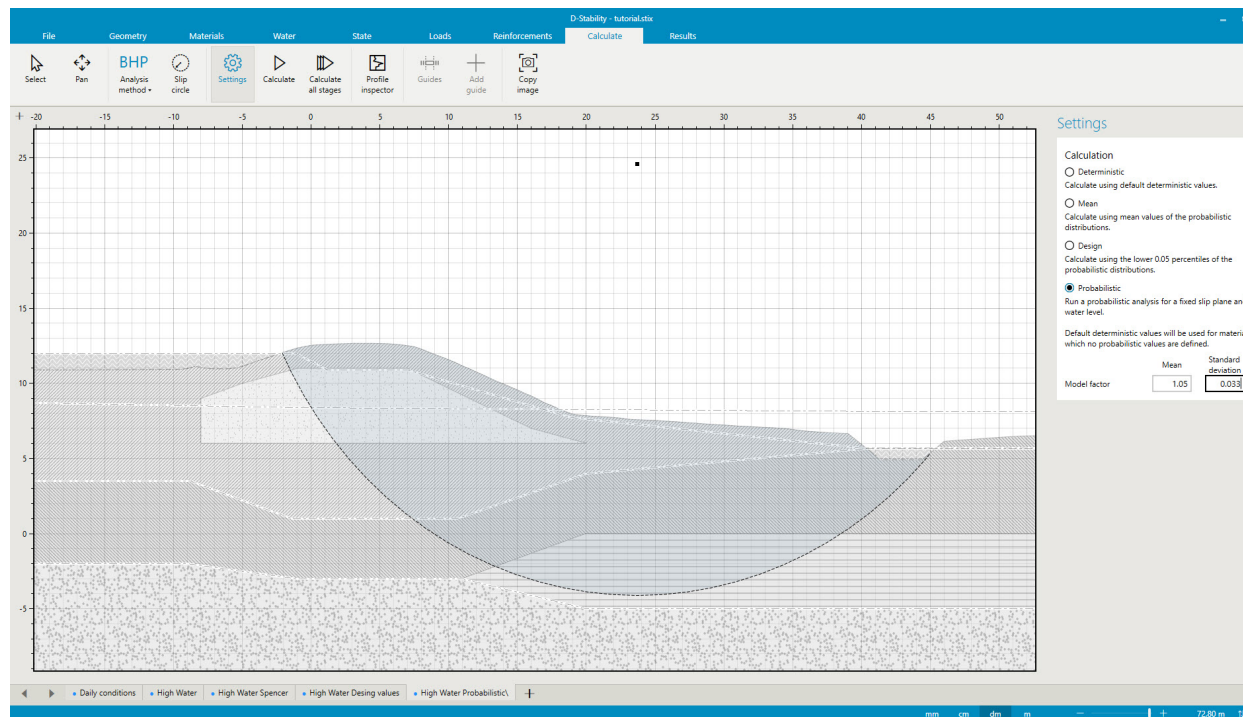 D-Stability - tutorial.stix
File Geometry Materials Water State Loads Reinforcements Calculate Results
BHP
Select Pan Analysis method Slip circle Settings Calculate Calculate all stages Profile inspector Guides Add guide Copy image
-20 -15 -10 -5 0 5 10 15 20 25 30 35 40 45 50
25
20
15
10
5
0
-5
Settings
Calculation
Deterministic
Calculate using default deterministic values.
Mean
Calculate using mean values of the probabilistic
distributions.
Design
Calculate using the lower 0.05 percentiles of the
probabilistic distributions.
Probabilistic
Run a probabilistic analysis for a fixed slip plane an
water level.
Default deterministic values will be used for materia
which no probabilistic values are defined.
Mean Standard deviation
Model factor 1.05 0.033
Daily conditions High Water High Water Spencer High Water Desing values High Water Probabilistic\
mm cm dm m 72.80 m